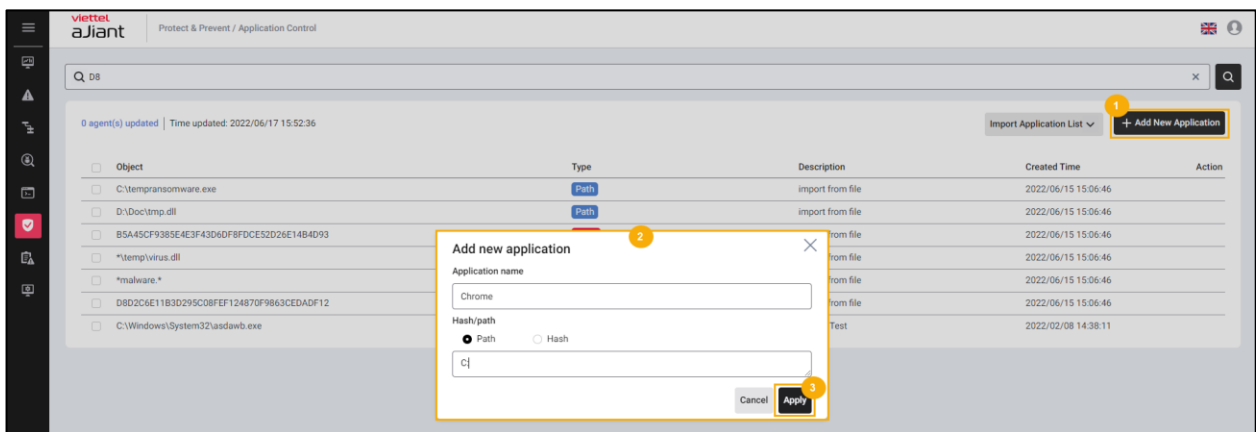 viettel
aJiant
Protect & Prevent / Application Control
D8
1
0 agent(s) updated | Time updated: 2022/06/17 15:52:36
Import Application List
+ Add New Application
Object Type Description Created Time Action
C:\tempransomware.exe Path import from file 2022/06/15 15:06:46
D:\Doc\tmp.dll Path import from file 2022/06/15 15:06:46
B5A45CF9385E4E3F43D6DF8FDCE52D26E14B4D93 from file 2022/06/15 15:06:46
*\temp\virus.dll from file 2022/06/15 15:06:46
*malware.* from file 2022/06/15 15:06:46
D8D2C6E11B3D295C08FEF124870F9863CEDADF12 from file 2022/06/15 15:06:46
C:\Windows\System32\asdawb.exe Test 2022/02/08 14:38:11
2
Add new application
Application name
Chrome
Hash/path
Path Hash
C
3
Cancel Apply